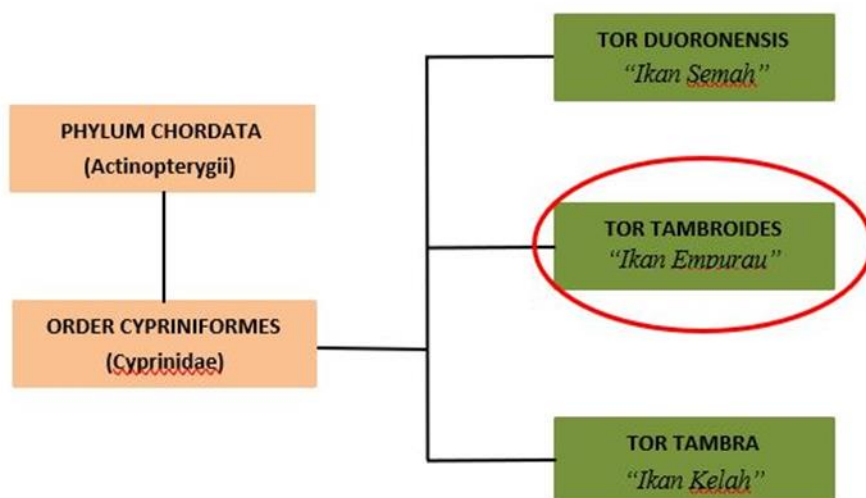 PHYLUM CHORDATA
(Actinopterygii)
ORDER CYPRINIFORMES
(Cyprinidae)
TOR DUORONENSIS
“Ikan Semah”
TOR TAMBROIDES
“Ikan Empurau”
TOR TAMBRA
“Ikan Kelah”